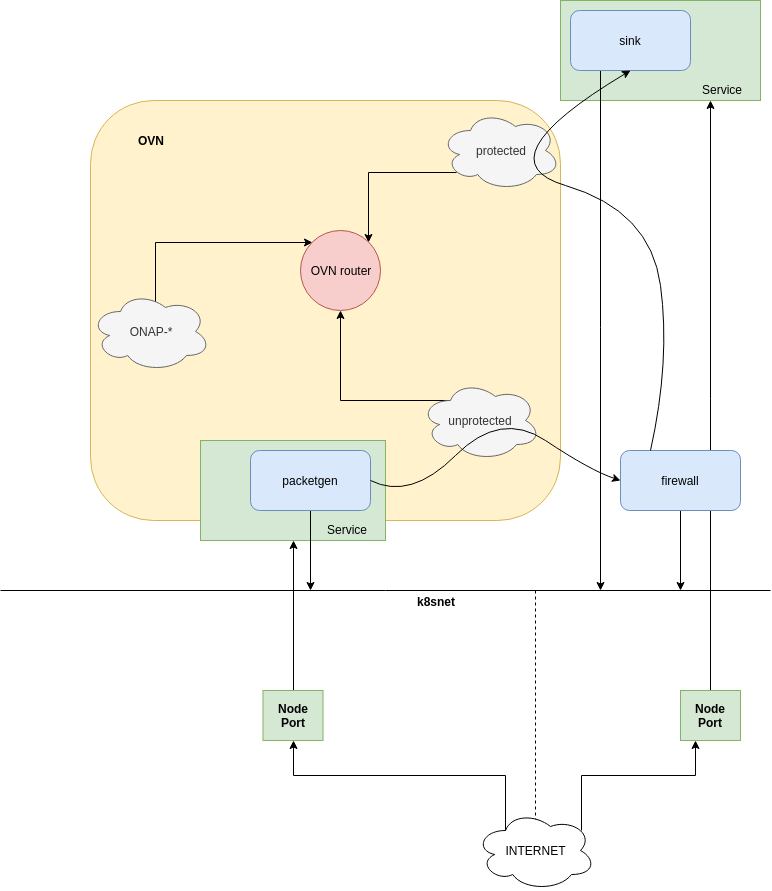 sink
Service
OVN
protected
OVN router
ONAP-*
unprotected
packetgen
firewall
Service
k8snet
Node
Port
Node
Port
INTERNET